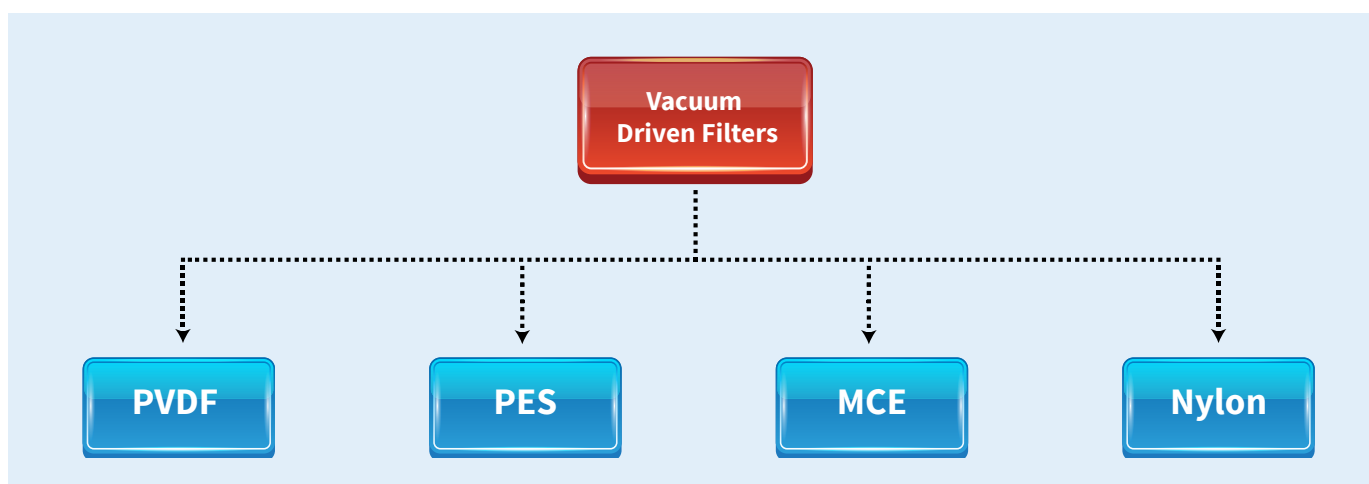 Vacuum
Driven Filters
PVDF
PES
MCE
Nylon